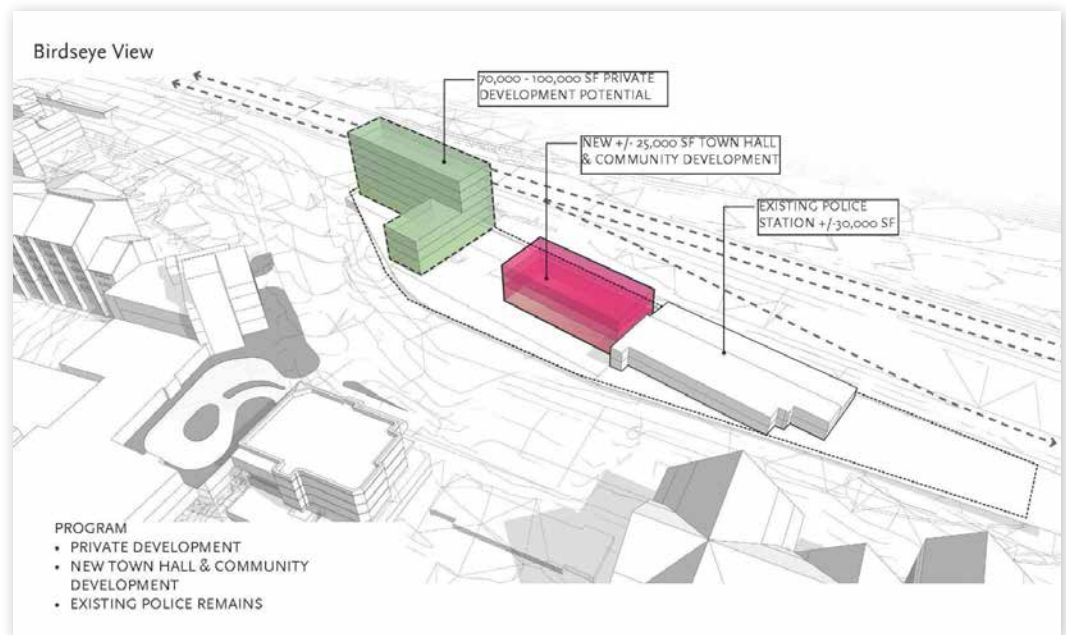 Birdseye View
70,000 - 100,000 SF PRIVATE
DEVELOPMENT POTENTIAL
NEW +/- 25,000 SF TOWN HALL
& COMMUNITY DEVELOPMENT
EXISTING POLICE
STATION +/-30,000 SF
PROGRAM
• PRIVATE DEVELOPMENT
• NEW TOWN HALL & COMMUNITY
DEVELOPMENT
• EXISTING POLICE REMAINS